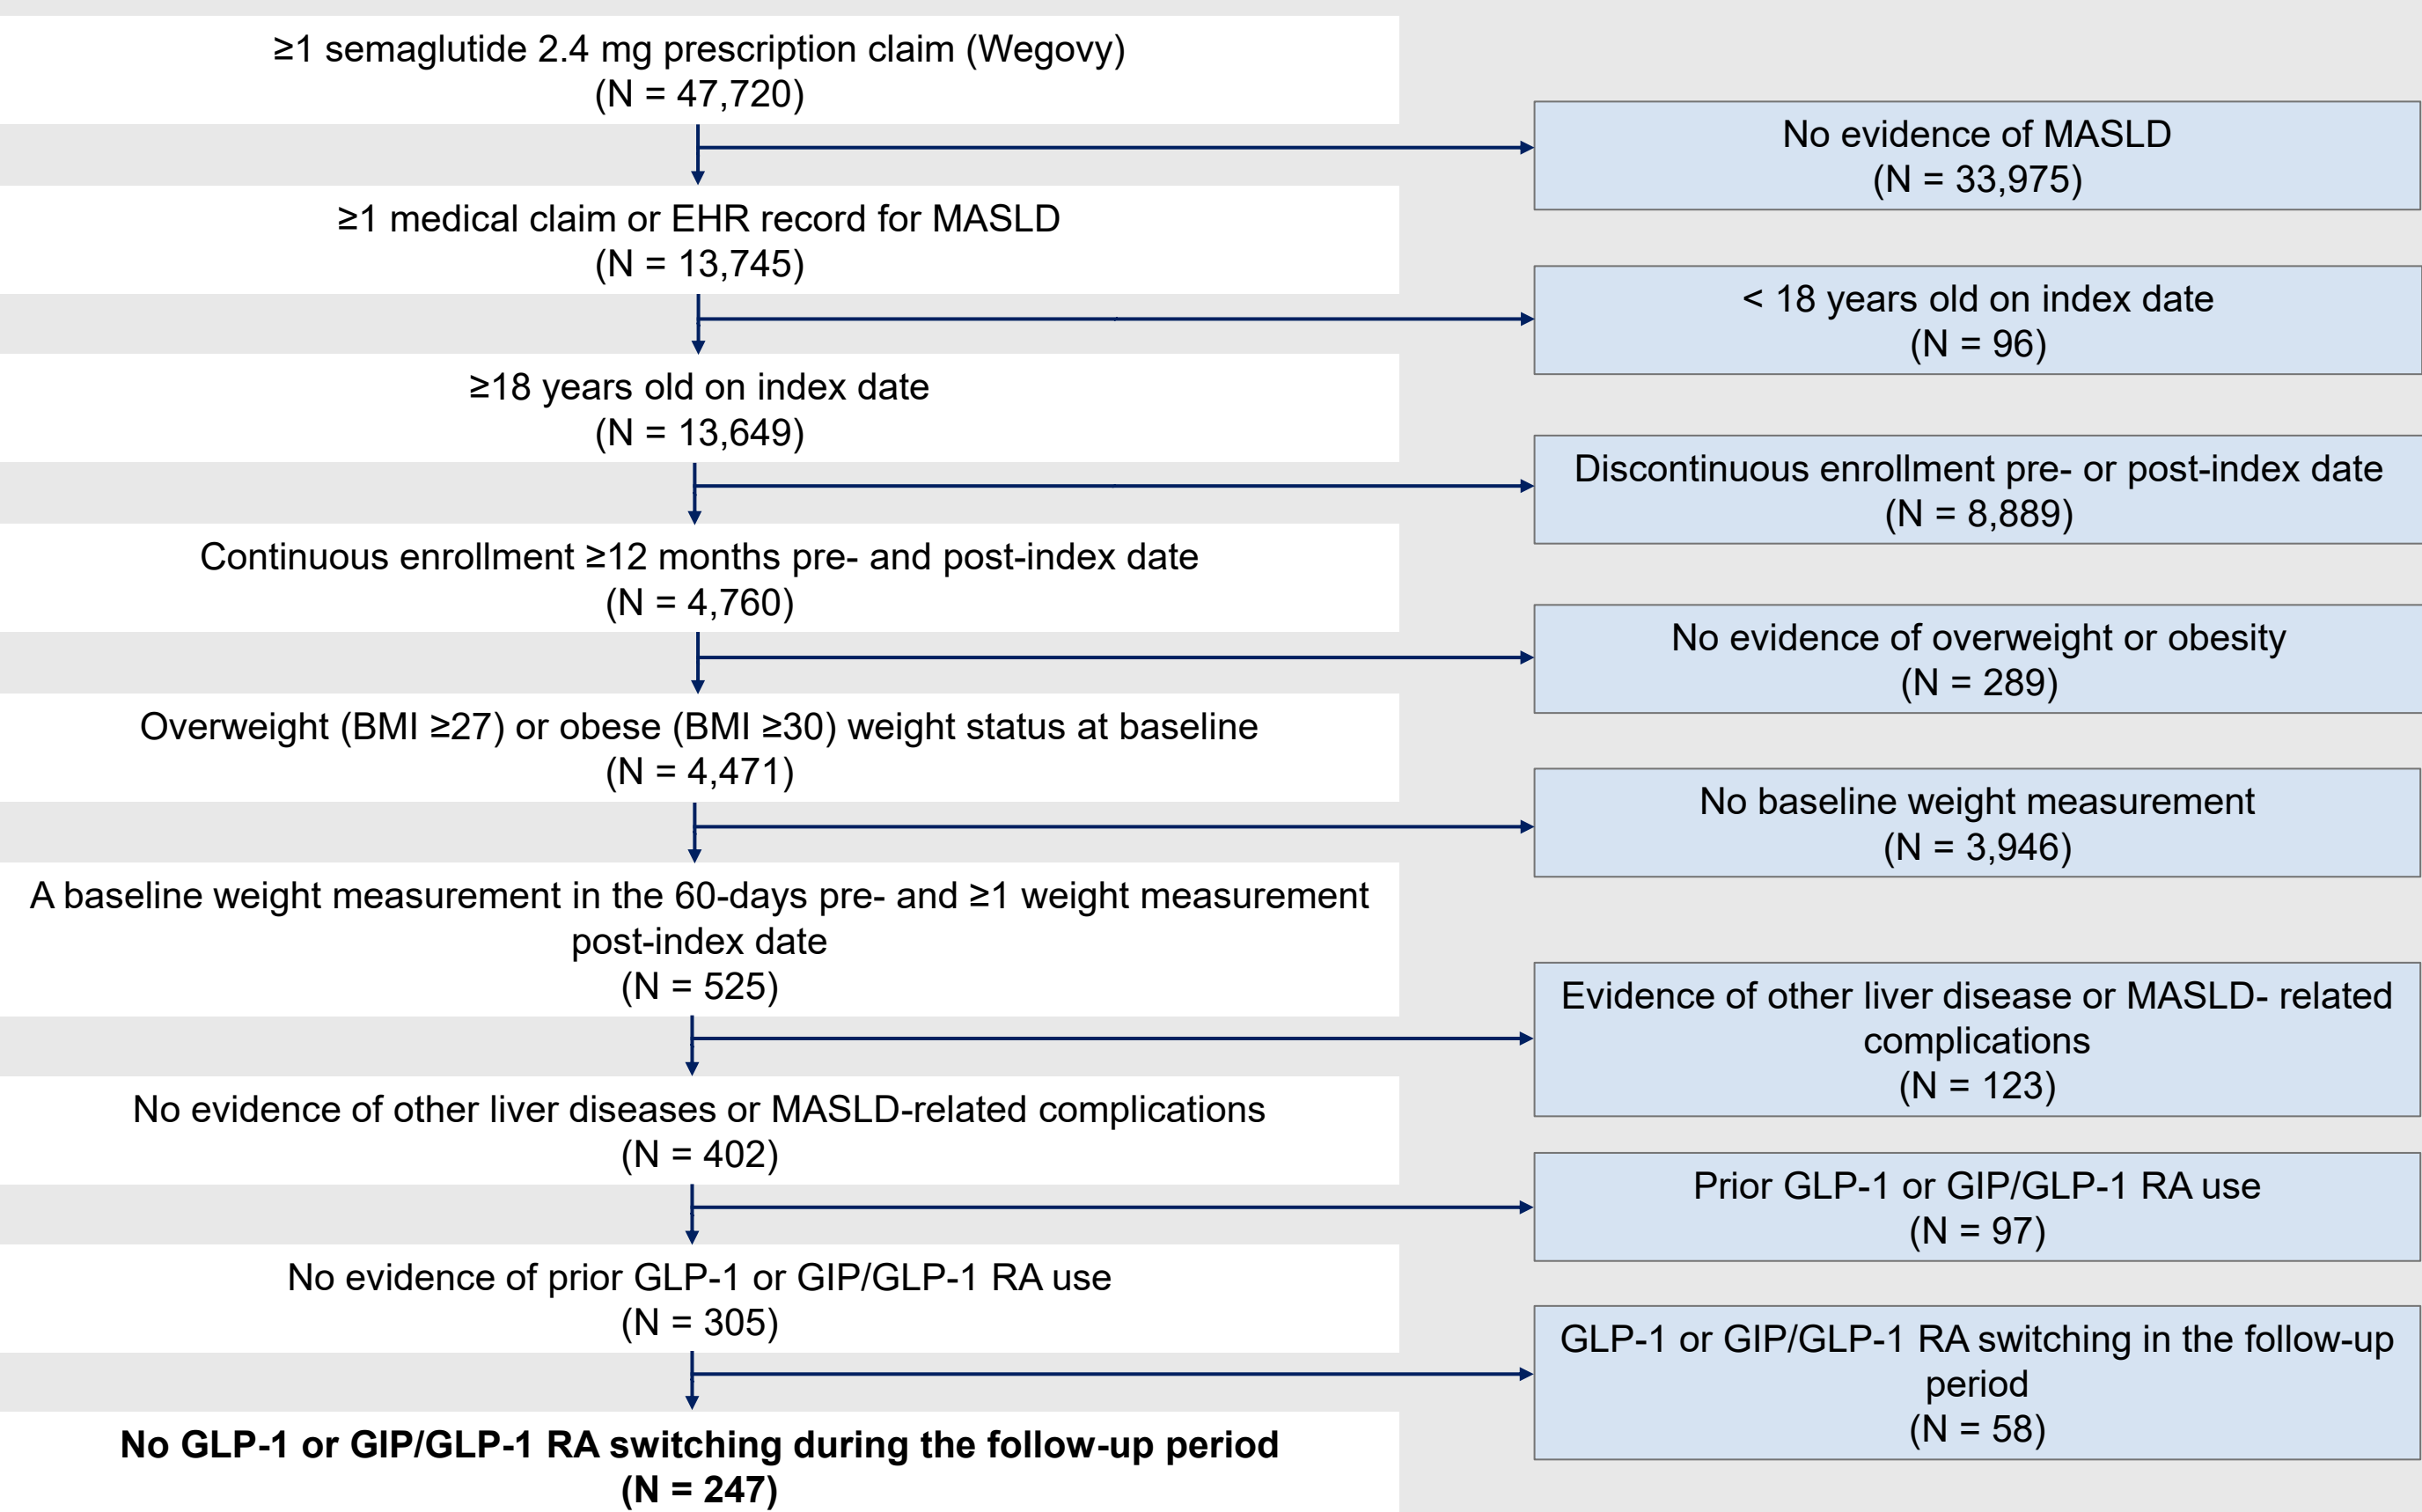 ≥1 semaglutide 2.4 mg prescription claim (Wegovy)
(N = 47,720)
No evidence of MASLD
(N = 33,975)
≥1 medical claim or EHR record for MASLD
(N = 13,745)
< 18 years old on index date
(N = 96)
≥18 years old on index date
(N = 13,649)
Discontinuous enrollment pre- or post-index date
(N = 8,889)
Continuous enrollment ≥12 months pre- and post-index date
(N = 4,760)
No evidence of overweight or obesity
(N = 289)
Overweight (BMI ≥27) or obese (BMI ≥30) weight status at baseline
(N = 4,471)
No baseline weight measurement
(N = 3,946)
A baseline weight measurement in the 60-days pre- and ≥1 weight measurement
post-index date
(N = 525)
Evidence of other liver disease or MASLD- related
complications
(N = 123)
No evidence of other liver diseases or MASLD-related complications
(N = 402)
Prior GLP-1 or GIP/GLP-1 RA use
(N = 97)
No evidence of prior GLP-1 or GIP/GLP-1 RA use
(N = 305)
GLP-1 or GIP/GLP-1 RA switching in the follow-up
period
(N = 58)
No GLP-1 or GIP/GLP-1 RA switching during the follow-up period
(N = 247)